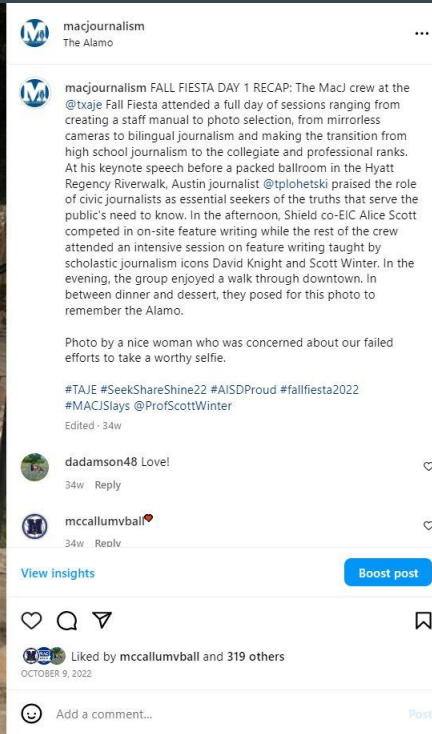 macjournalism
The Alamo
macjournalism FALL FIESTA DAY 1 RECAP: The MacJ crew at the
@txaje Fall Fiesta attended a full day of sessions ranging from
creating a staff manual to photo selection, from mirrorless
cameras to bilingual journalism and making the transition from
high school journalism to the collegiate and professional ranks.
At his keynote speech before a packed ballroom in the Hyatt
Regency Riverwalk, Austin journalist @tplohetski praised the role
of civic journalists as essential seekers of the truths that serve the
public's need to know. In the afternoon, Shield co-EIC Alice Scott
competed in on-site feature writing while the rest of the crew
attended an intensive session on feature writing taught by
scholastic journalism icons David Knight and Scott Winter. In the
evening, the group enjoyed a walk through downtown. In
between dinner and dessert, they posed for this photo to
remember the Alamo.
Photo by a nice woman who was concerned about our failed
efforts to take a worthy selfie.
#TAJE #SeekShareShine22 #AISDProud #fallfiesta2022
#MACJSlays @ProfScottWinter
Edited · 34w
dadamson48 Love!
34w Reply
mccallumvball
34w Reply
View insights
Boost post
Liked by mccallumvball and 319 others
OCTOBER 9, 2022
Add a comment...
Post